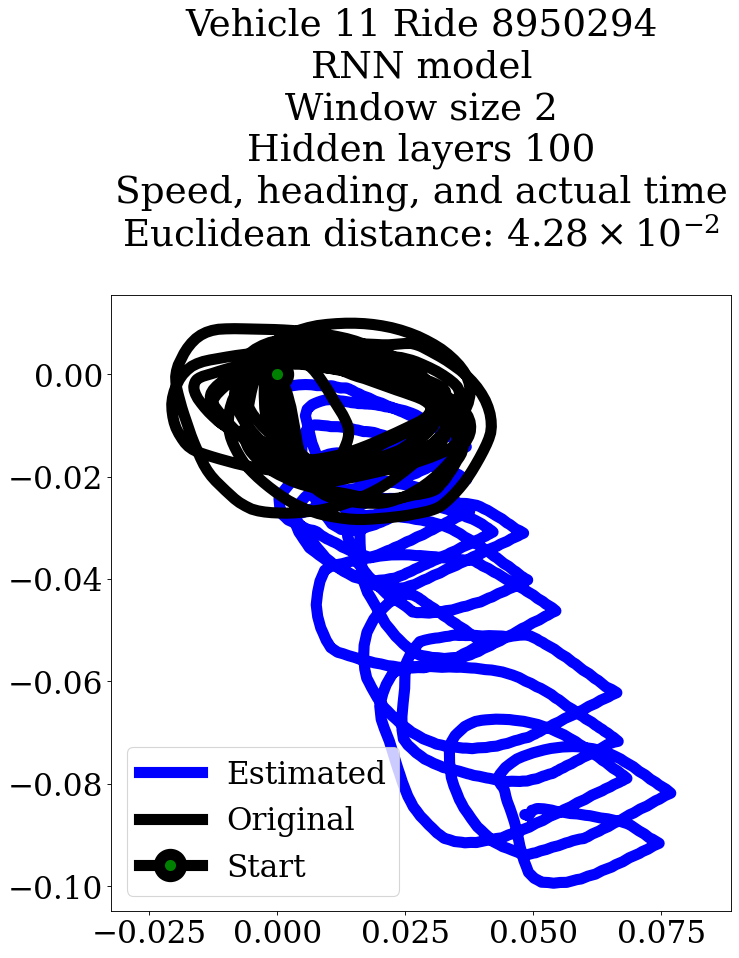 Vehicle 11 Ride 8950294
RNN model
Window size 2
Hidden layers 100
Speed, heading, and actual time
Euclidean distance: 4.28 × 10⁻²
0.00
−0.02
−0.04
−0.06
−0.08
−0.10
Estimated
Original
Start
−0.025 0.000 0.025 0.050 0.075